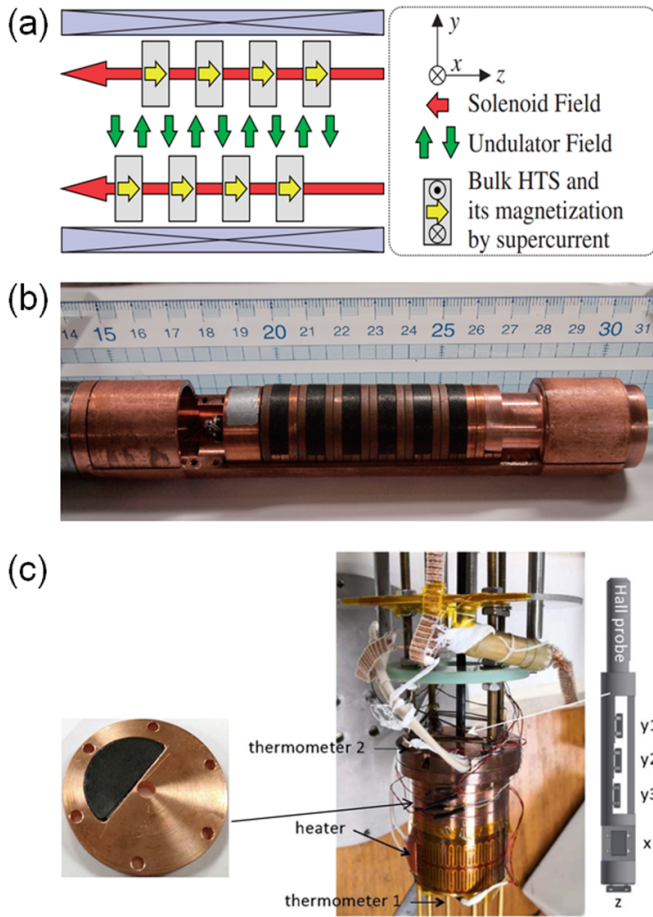 (a)
y
x
z
Solenoid Field
Undulator Field
Bulk HTS and
its magnetization
by supercurrent
(b)
14 15 16 17 18 19 20 21 22 23 24 25 26 27 28 29 30 31
(c)
Hall probe
y1
y2
y3
x
z
thermometer 2
heater
thermometer 1